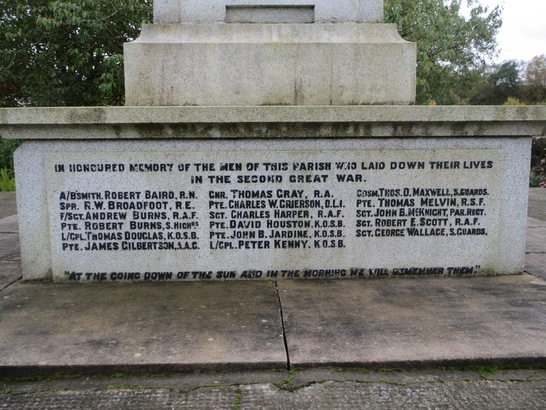 IN HONOURED MEMORY OF THE MEN OF THIS PARISH WHO LAID DOWN THEIR LIVES
IN THE SECOND GREAT WAR.
A/B'SMITH. ROBERT BAIRD, R.N.
SPR. R.W. BROADFOOT, R.E.
F/SGT. ANDREW BURNS, R.A.F.
PTE. ROBERT BURNS, S. HIGHRS
L/CPL. THOMAS DOUGLAS, K.O.S.B.
PTE. JAMES GILBERTSON, L.A.C.
GNR. THOMAS GRAY, R.A.
PTE. CHARLES W. GRIERSON, D.L.I.
SGT. CHARLES HARPER, R.A.F.
PTE. DAVID HOUSTON, K.O.S.B.
PTE. JOHN B. JARDINE, K.O.S.B.
L/CPL. PETER KENNY, K.O.S.B.
GDSM. THOS. D. MAXWELL, S. GUARDS.
PTE. THOMAS MELVIN, R.S.F.
SGT. JOHN B. MCKNIGHT, PAR. REGT.
SGT. ROBERT E. SCOTT, R.A.F.
SGT. GEORGE WALLACE, S. GUARDS.
"AT THE GOING DOWN OF THE SUN AND IN THE MORNING WE WILL REMEMBER THEM"